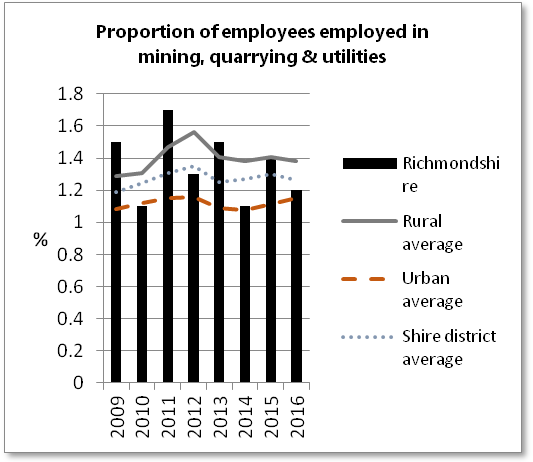 Proportion of employees employed in
mining, quarrying & utilities
1.8
1.6
1.4
1.2
1
0.8
0.6
0.4
0.2
0
%
2009
2010
2011
2012
2013
2014
2015
2016
Richmondshi
re
Rural
average
Urban
average
Shire district
average